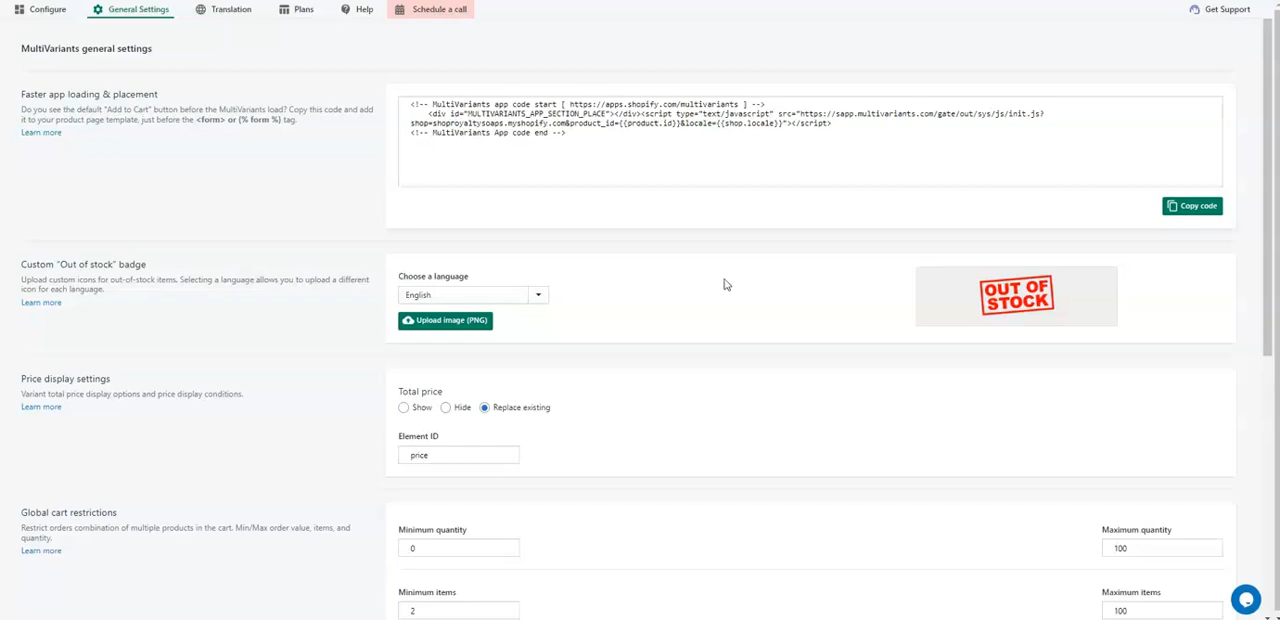 Configure
General Settings
Translation
Plans
Help
Schedule a call
Get Support
MultiVariants general settings
Faster app loading & placement
Do you see the default "Add to Cart" button before the MultiVariants load? Copy this code and add
it to your product page template, just before the <form> or {% form %} tag.
Learn more
<!-- MultiVariants app code start [ https://apps.shopify.com/multivariants ] -->
<div id="MULTIVARIANTS_APP_SECTION_PLACE"></div><script type="text/javascript" src="https://sapp.multivariants.com/gate/out/sys/js/init.js?
shop=shoproyaltysoaps.myshopify.com&product_id={{product.id}}&locale={{shop.locale}}"></script>
<!-- MultiVariants App code end -->
Copy code
Custom "Out of stock" badge
Upload custom icons for out-of-stock items. Selecting a language allows you to upload a different
icon for each language.
Learn more
Choose a language
English
Upload image (PNG)
OUT OF
STOCK
Price display settings
Variant total price display options and price display conditions.
Learn more
Total price
Show
Hide
Replace existing
Element ID
price
Global cart restrictions
Restrict orders combination of multiple products in the cart. Min/Max order value, items, and
quantity.
Learn more
Minimum quantity
0
Maximum quantity
100
Minimum items
2
Maximum items
100